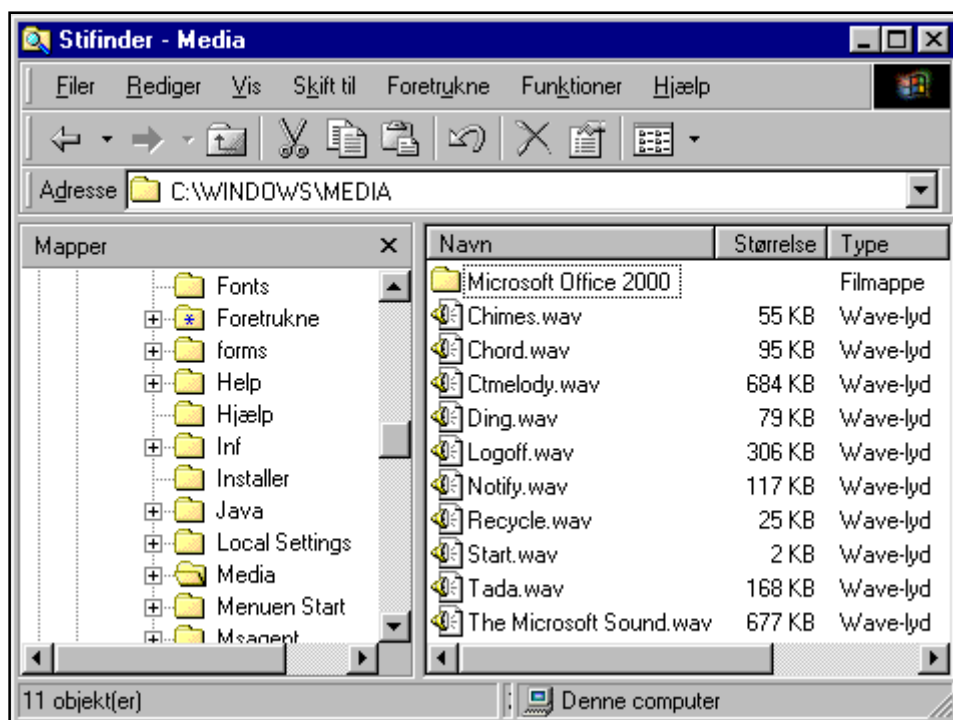 Stifinder - Media
Filer Rediger Vis Skift til Foretrukne Funktioner Hjælp
Adresse C:\WINDOWS\MEDIA
Mapper
Fonts
Foretrukne
forms
Help
Hjælp
Inf
Installer
Java
Local Settings
Media
Menuen Start
Msagent
Navn Størrelse Type
Microsoft Office 2000 Filmappe
Chimes.wav 55 KB Wave-lyd
Chord.wav 95 KB Wave-lyd
Ctmelody.wav 684 KB Wave-lyd
Ding.wav 79 KB Wave-lyd
Logoff.wav 306 KB Wave-lyd
Notify.wav 117 KB Wave-lyd
Recycle.wav 25 KB Wave-lyd
Start.wav 2 KB Wave-lyd
Tada.wav 168 KB Wave-lyd
The Microsoft Sound.wav 677 KB Wave-lyd
11 objekt(er) Denne computer